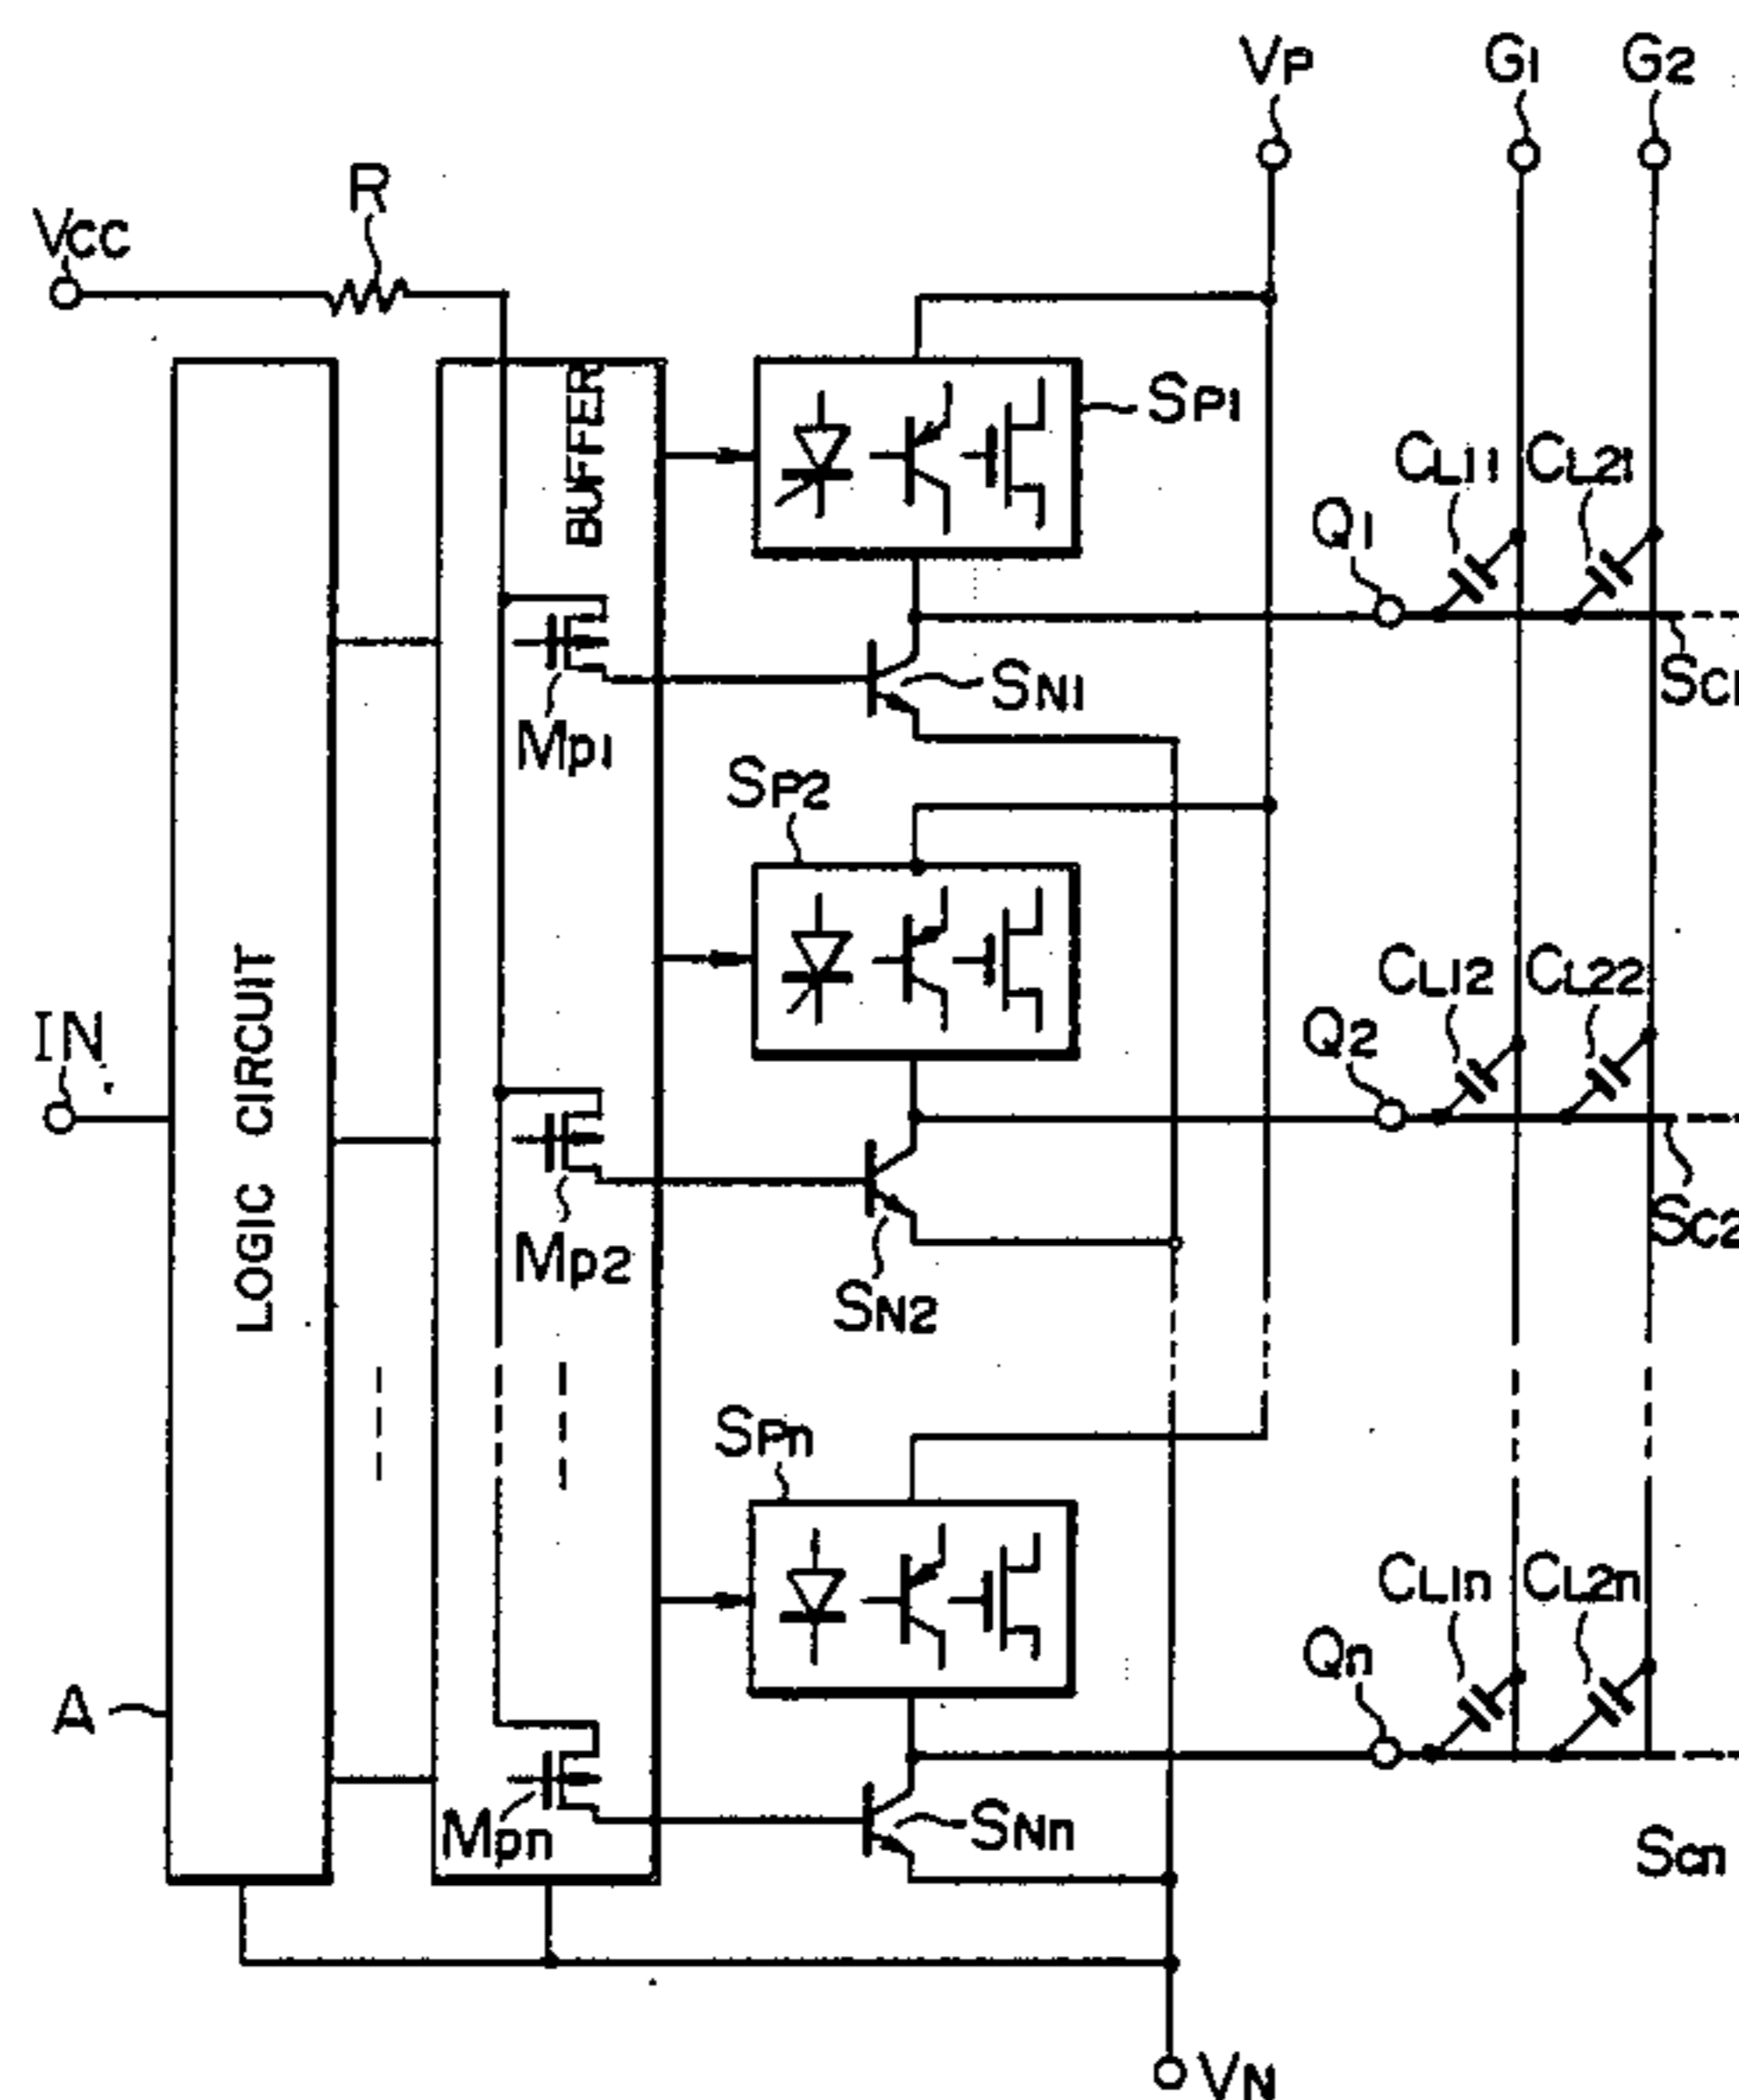 VP G1 G2
R
VCC
BUFFER
SP1
CL11 CL21
Q1
SC1
SN1
Mp1
SP2
LOGIC CIRCUIT
CL12 CL22
IN
Q2
SC2
Mp2
SN2
SPn
CL1n CL2n
Qn
A
Mpn
SNn
Scn
VN